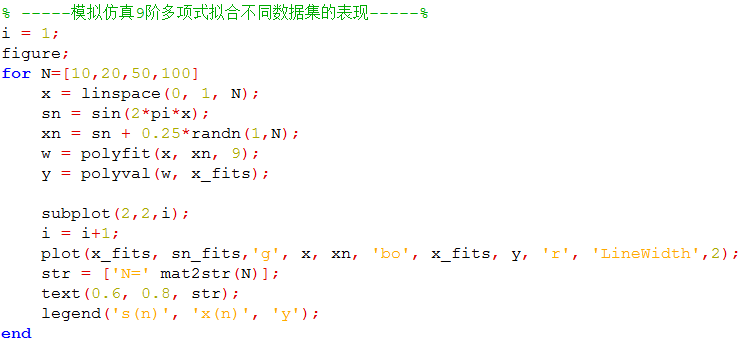 % -----模拟仿真9阶多项式拟合不同数据集的表现-----%
i = 1;
figure;
for N=[10,20,50,100]
    x = linspace(0, 1, N);
    sn = sin(2*pi*x);
    xn = sn + 0.25*randn(1,N);
    w = polyfit(x, xn, 9);
    y = polyval(w, x_fits);

    subplot(2,2,i);
    i = i+1;
    plot(x_fits, sn_fits,'g', x, xn, 'bo', x_fits, y, 'r', 'LineWidth',2);
    str = ['N=' mat2str(N)];
    text(0.6, 0.8, str);
    legend('s(n)', 'x(n)', 'y');
end